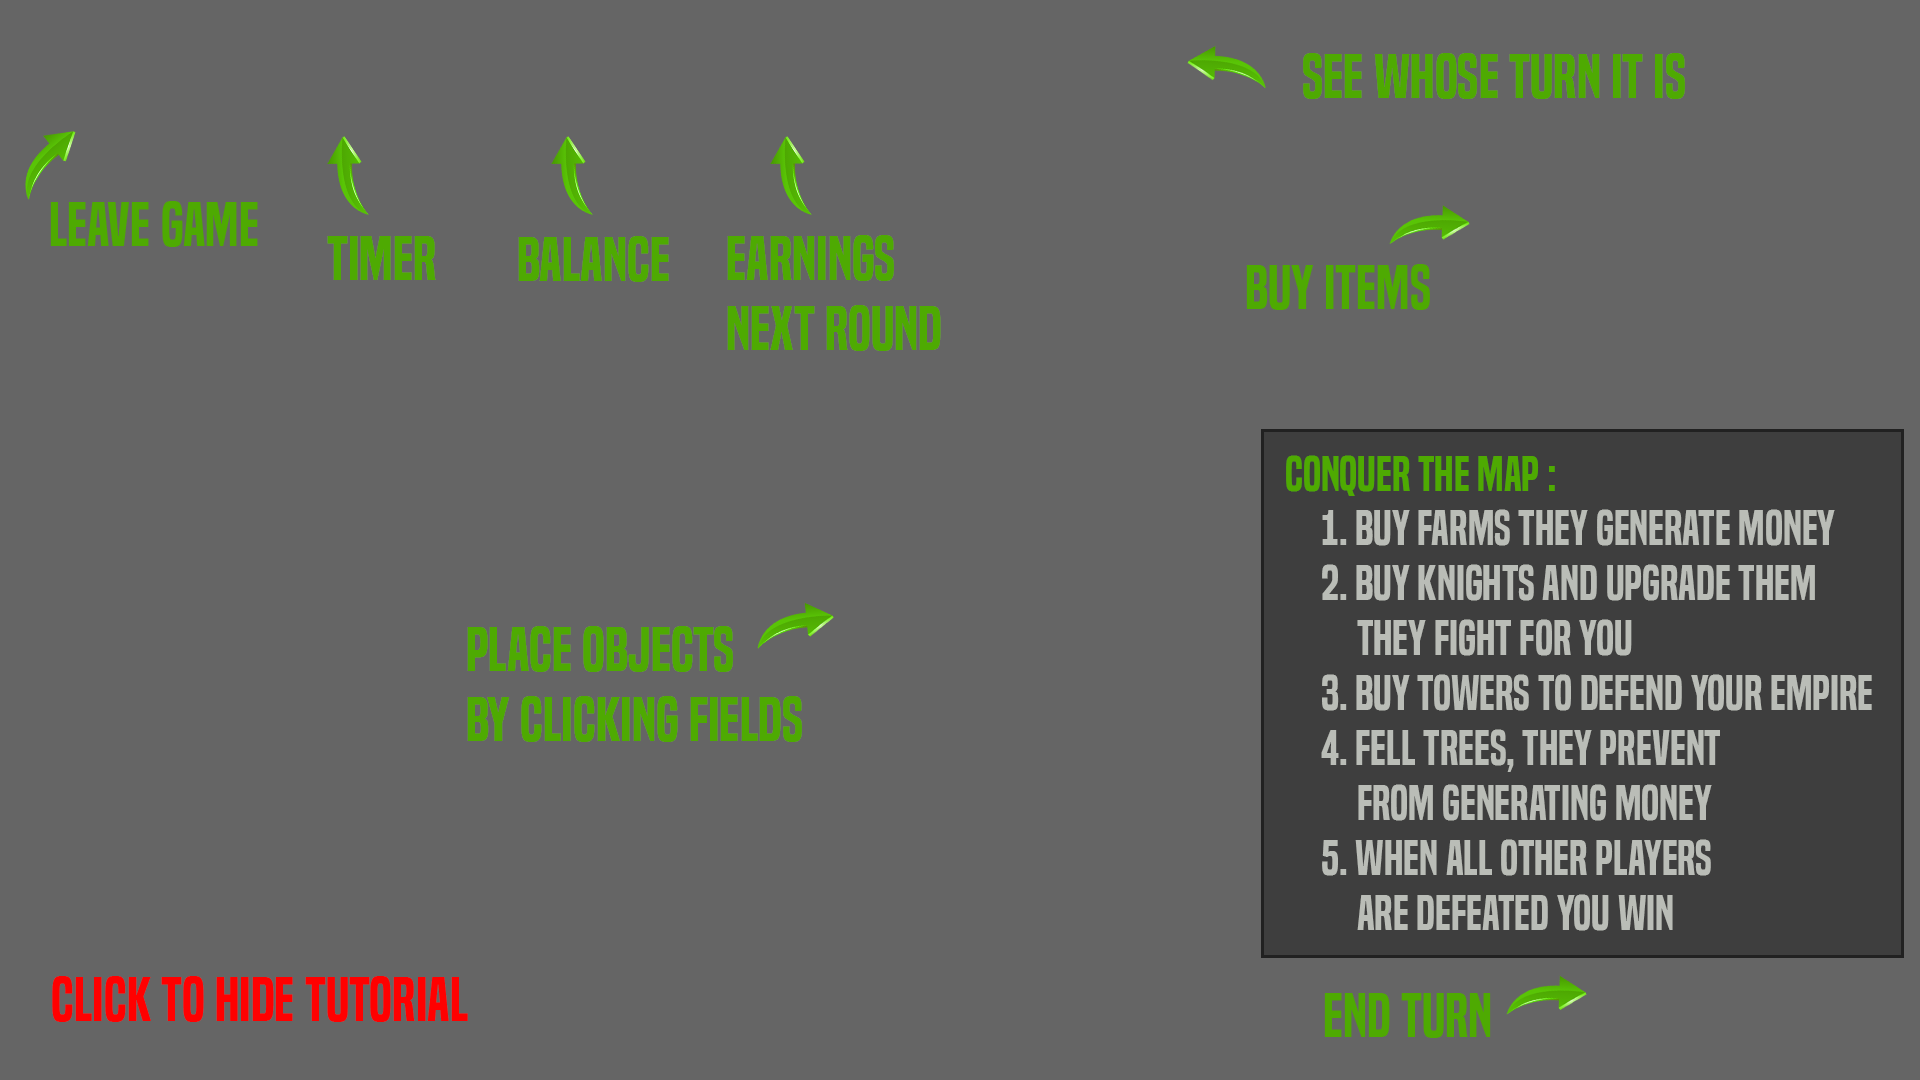 SEE WHOSE TURN IT IS
LEAVE GAME
TIMER
BALANCE
EARNINGS
NEXT ROUND
BUY ITEMS
PLACE OBJECTS
BY CLICKING FIELDS
CONQUER THE MAP :
1. BUY FARMS THEY GENERATE MONEY
2. BUY KNIGHTS AND UPGRADE THEM
THEY FIGHT FOR YOU
3. BUY TOWERS TO DEFEND YOUR EMPIRE
4. FELL TREES, THEY PREVENT
FROM GENERATING MONEY
5. WHEN ALL OTHER PLAYERS
ARE DEFEATED YOU WIN
CLICK TO HIDE TUTORIAL
END TURN